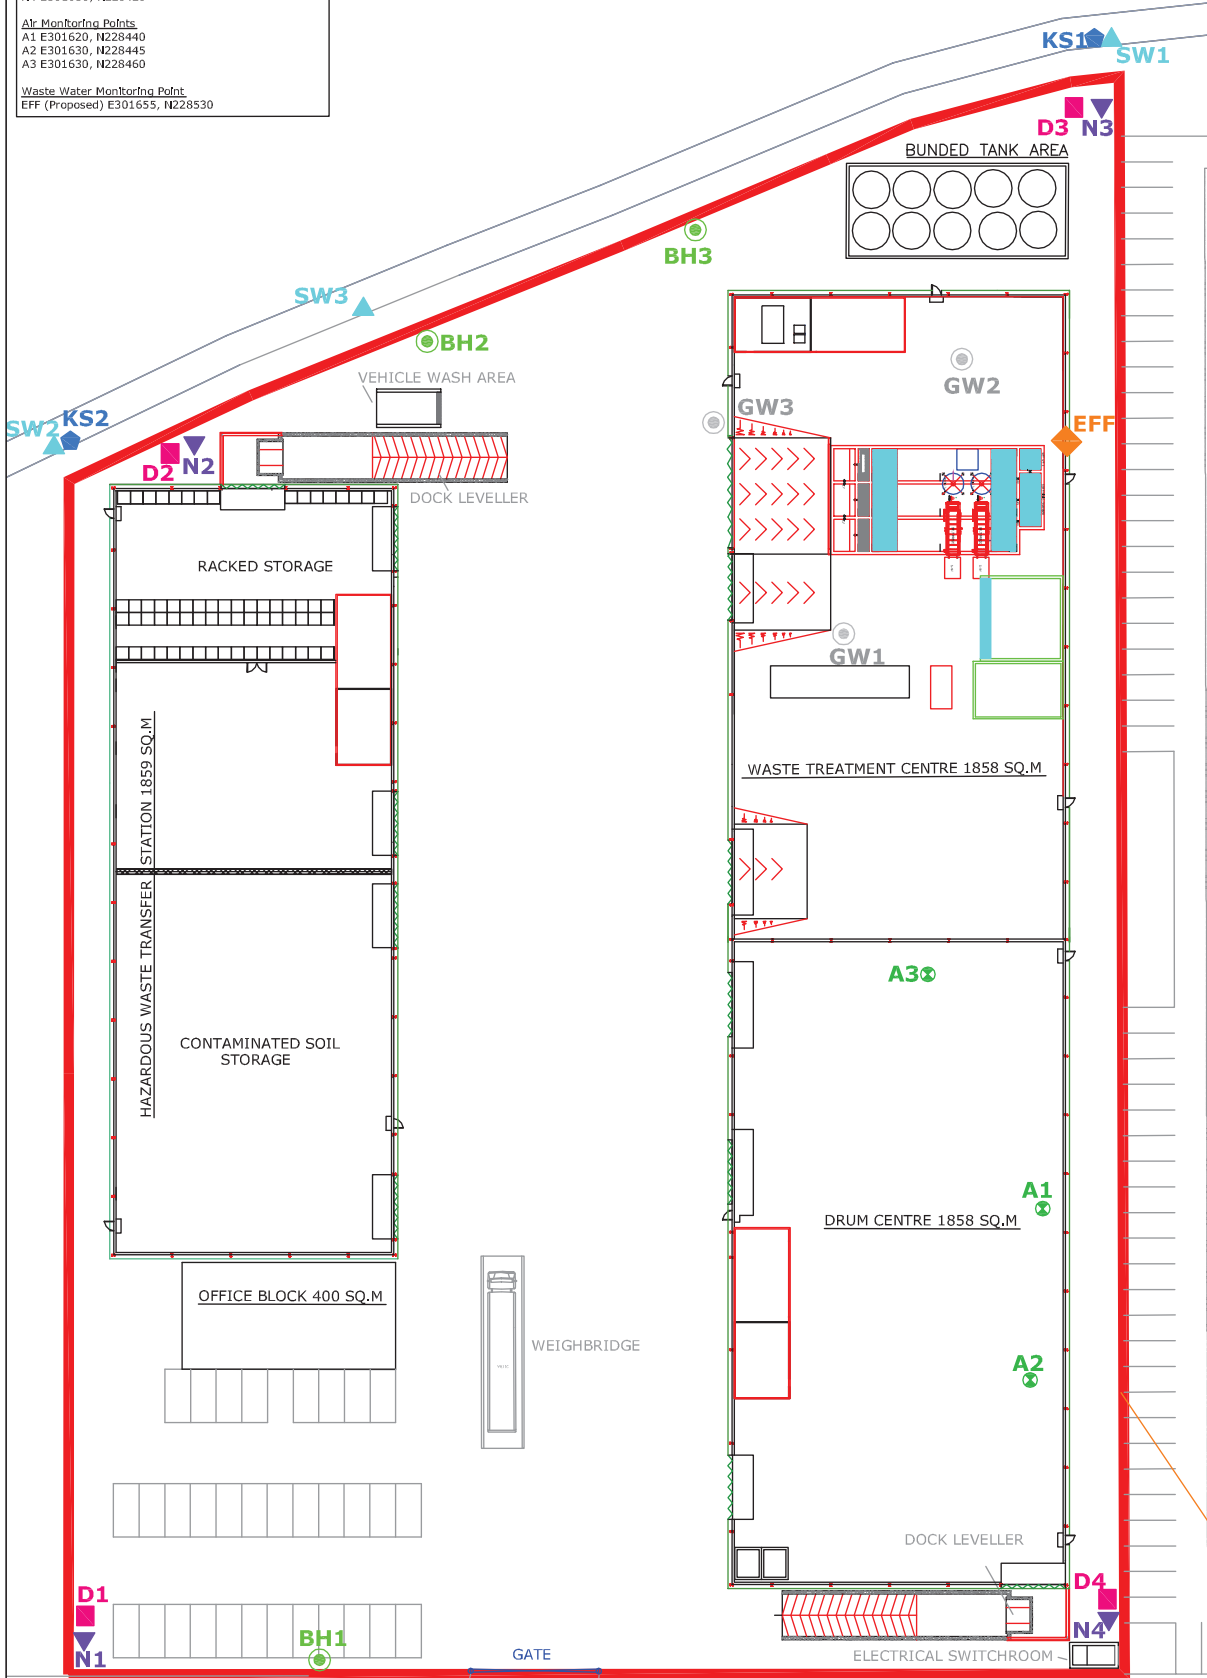 Air Monitoring Points
A1 E301620, N228440
A2 E301630, N228445
A3 E301630, N228460
Waste Water Monitoring Point
EFF (Proposed) E301655, N228530
KS1
SW1
D3
N3
BUNDED TANK AREA
BH3
SW3
BH2
VEHICLE WASH AREA
GW2
GW3
KS2
SW2
EFF
D2
N2
DOCK LEVELLER
RACKED STORAGE
GW1
HAZARDOUS WASTE TRANSFER STATION 1859 SQ.M
WASTE TREATMENT CENTRE 1858 SQ.M
A3
CONTAMINATED SOIL
STORAGE
A1
DRUM CENTRE 1858 SQ.M
OFFICE BLOCK 400 SQ.M
WEIGHBRIDGE
A2
DOCK LEVELLER
D1
D4
N1
BH1
N4
GATE
ELECTRICAL SWITCHROOM